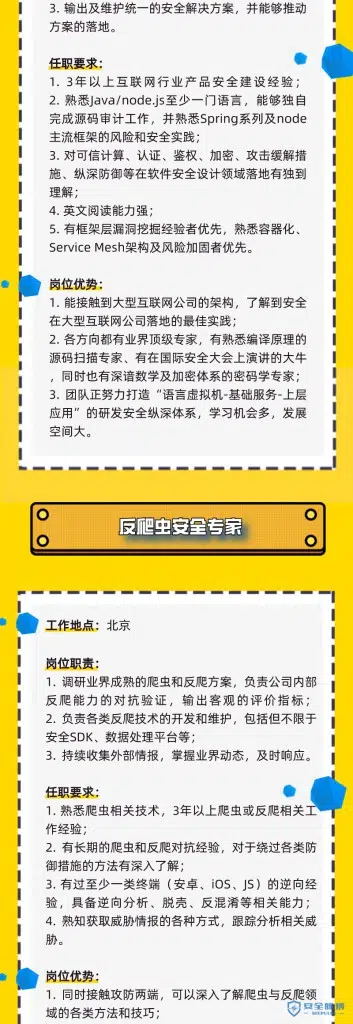 3. 输出及维护统一的安全解决方案，并能够推动
方案的落地。
任职要求：
1. 3年以上互联网行业产品安全建设经验；
2. 熟悉Java/node.js至少一门语言，能够独自
完成源码审计工作，并熟悉Spring系列及node
主流框架的风险和安全实践；
3. 对可信计算、认证、鉴权、加密、攻击缓解措
施、纵深防御等在软件安全设计领域落地有独到
理解；
4. 英文阅读能力强；
5. 有框架层漏洞挖掘经验者优先，熟悉容器化、
Service Mesh架构及风险加固者优先。
岗位优势：
1. 能接触到大型互联网公司的架构，了解到安全
在大型互联网公司落地的最佳实践；
2. 各方向都有业界顶级专家，有熟悉编译原理的
源码扫描专家、有在国际安全大会上演讲的大牛
，同时也有深谙数学及加密体系的密码学专家；
3. 团队正努力打造“语言虚拟机-基础服务-上层
应用”的研发安全纵深体系，学习机会多，发展
空间大。
反爬虫安全专家
工作地点：北京
岗位职责：
1. 调研业界成熟的爬虫和反爬方案，负责公司内部
反爬能力的对抗验证，输出客观的评价指标；
2. 负责各类反爬技术的开发和维护，包括但不限于
安全SDK、数据处理平台等；
3. 持续收集外部情报，掌握业界动态，及时响应。
任职要求：
1. 熟悉爬虫相关技术，3年以上爬虫或反爬相关工
作经验；
2. 有长期的爬虫和反爬对抗经验，对于绕过各类防
御措施的方法有深入了解；
3. 有过至少一类终端（安卓、iOS、JS）的逆向经
验，具备逆向分析、脱壳、反混淆等相关能力；
4. 熟知获取威胁情报的各种方式，跟踪分析相关威
胁。
岗位优势：
1. 同时接触攻防两端，可以深入了解爬虫与反爬领
域的各类方法和技巧；
安全脉搏